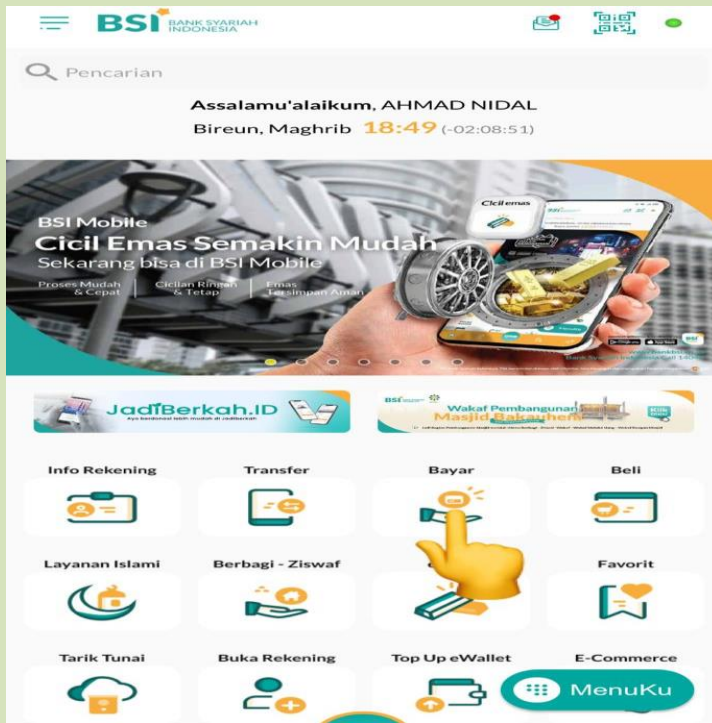 BSI BANK SYARIAH
INDONESIA
Pencarian
Assalamu'alaikum, AHMAD NIDAL
Bireun, Maghrib 18:49 (-02:08:51)
Cicil emas
BSI Mobile
Cicil Emas Semakin Mudah
Sekarang bisa di BSI Mobile
Proses Mudah
& Cepat
Cicilan Ringan
& Tetap
Emas
Tersimpan Aman
JadiBerkah.ID
BSI
Wakaf Pembangunan
Masjid Bakauheni
Info Rekening Transfer Bayar Beli
Layanan Islami Berbagi - Ziswaf Favorit
Tarik Tunai Buka Rekening Top Up eWallet E-Commerce
MenuKu